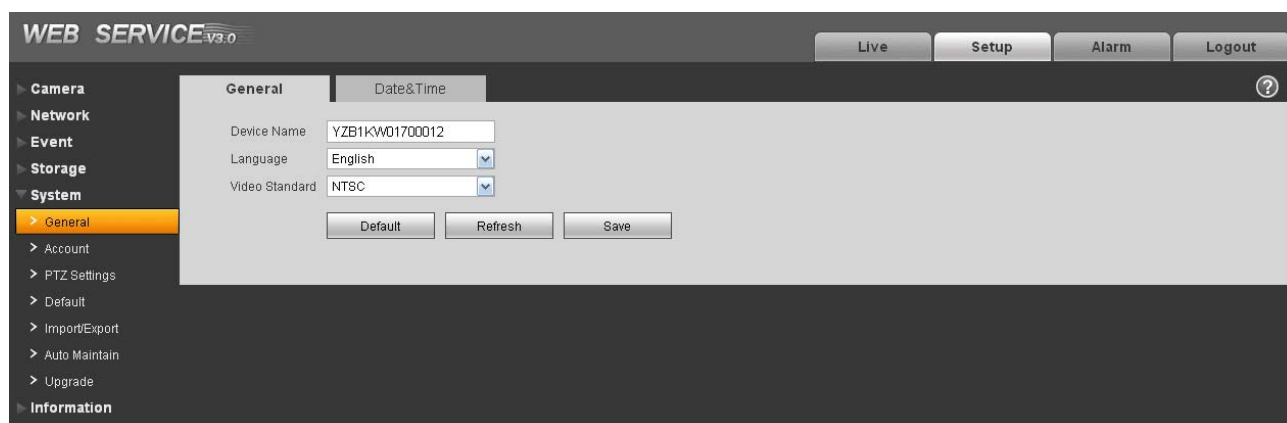 WEB SERVICE V3.0
Live Setup Alarm Logout
General Date&Time ?
Camera
Network
Event
Storage
System
General
Account
PTZ Settings
Default
Import/Export
Auto Maintain
Upgrade
Information
Device Name YZB1KW01700012
Language English
Video Standard NTSC
Default Refresh Save